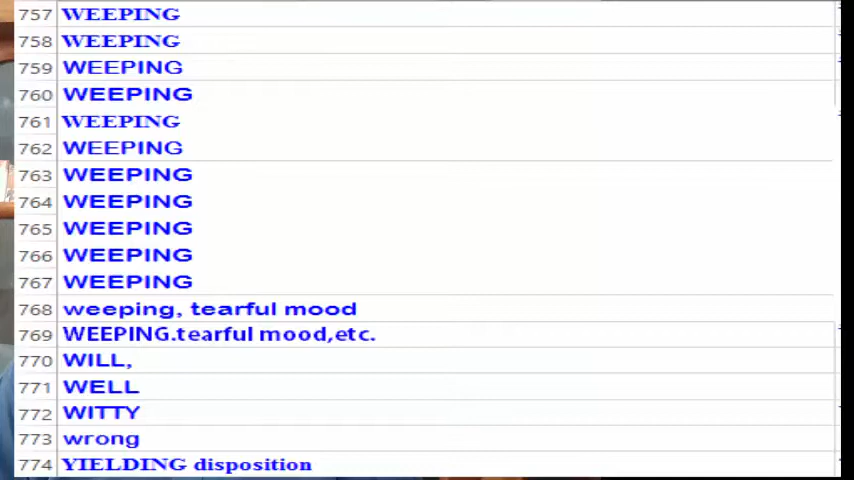 757 WEEPING
758 WEEPING
759 WEEPING
760 WEEPING
761 WEEPING
762 WEEPING
763 WEEPING
764 WEEPING
765 WEEPING
766 WEEPING
767 WEEPING
768 weeping, tearful mood
769 WEEPING.tearful mood,etc.
770 WILL,
771 WELL
772 WITTY
773 wrong
774 YIELDING disposition